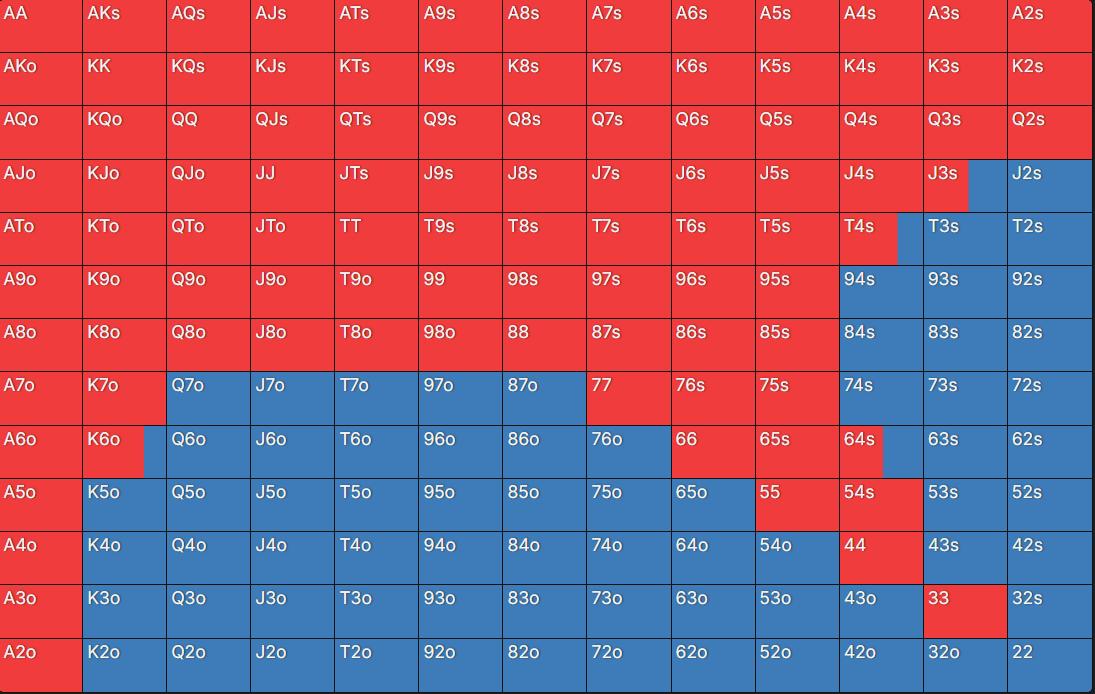 AA AKs AQs AJs ATs A9s A8s A7s A6s A5s A4s A3s A2s
AKo KK KQs KJs KTs K9s K8s K7s K6s K5s K4s K3s K2s
AQo KQo QQ QJs QTs Q9s Q8s Q7s Q6s Q5s Q4s Q3s Q2s
AJo KJo QJo JJ JTs J9s J8s J7s J6s J5s J4s J3s J2s
ATo KTo QTo JTo TT T9s T8s T7s T6s T5s T4s T3s T2s
A9o K9o Q9o J9o T9o 99 98s 97s 96s 95s 94s 93s 92s
A8o K8o Q8o J8o T8o 98o 88 87s 86s 85s 84s 83s 82s
A7o K7o Q7o J7o T7o 97o 87o 77 76s 75s 74s 73s 72s
A6o K6o Q6o J6o T6o 96o 86o 76o 66 65s 64s 63s 62s
A5o K5o Q5o J5o T5o 95o 85o 75o 65o 55 54s 53s 52s
A4o K4o Q4o J4o T4o 94o 84o 74o 64o 54o 44 43s 42s
A3o K3o Q3o J3o T3o 93o 83o 73o 63o 53o 43o 33 32s
A2o K2o Q2o J2o T2o 92o 82o 72o 62o 52o 42o 32o 22